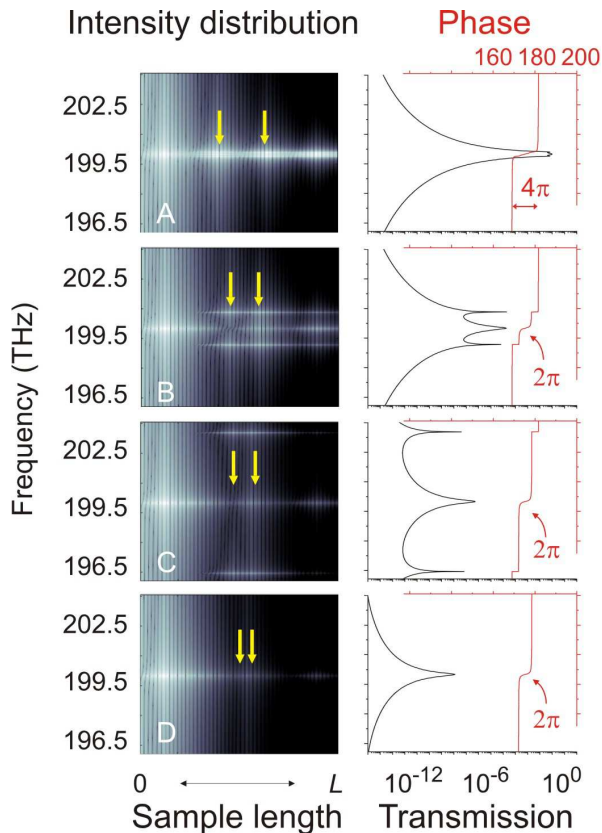 Intensity distribution
Phase
160 180 200
202.5
199.5
196.5
A
4π
202.5
199.5
196.5
B
2π
202.5
199.5
196.5
C
2π
202.5
199.5
196.5
D
2π
Frequency (THz)
0 L
Sample length
10^-12 10^-6 10^0
Transmission